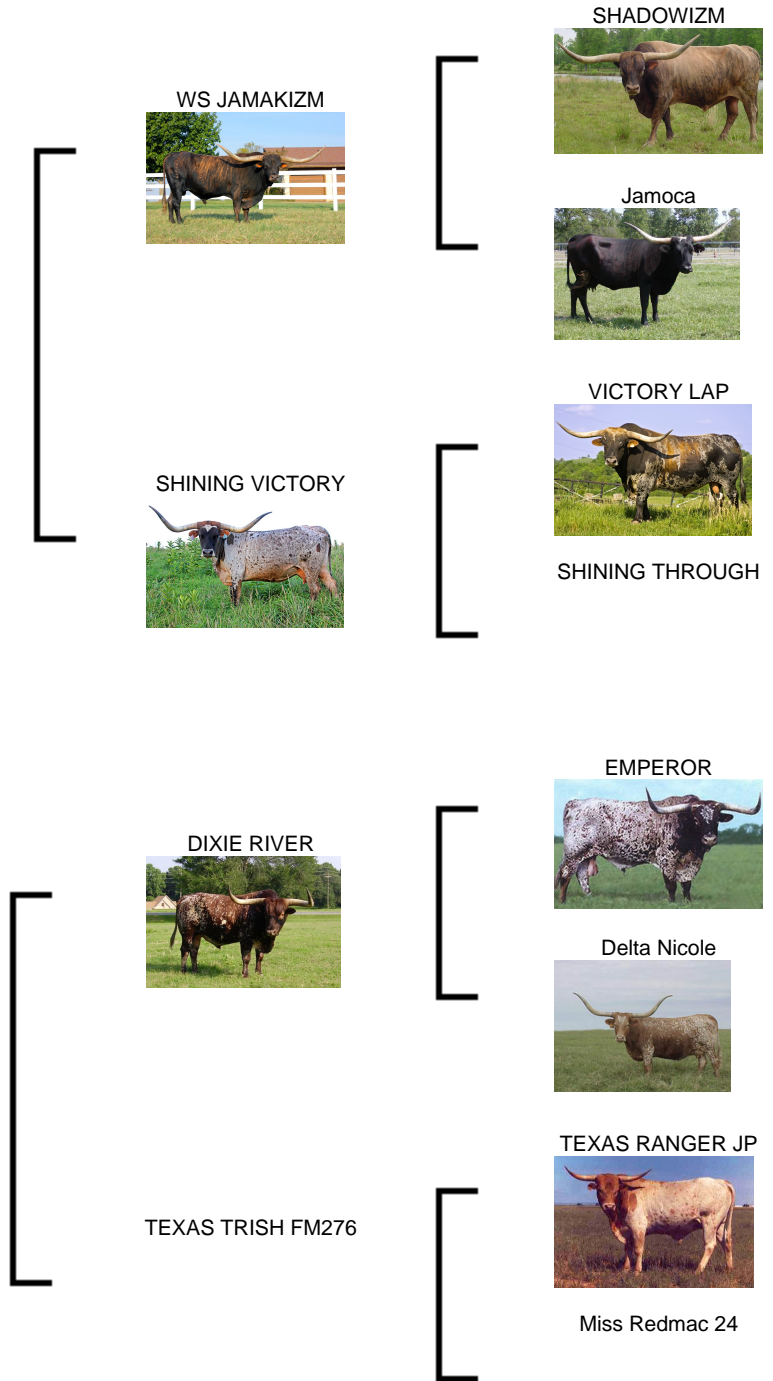 SHADOWIZM
WS JAMAKIZM
Jamoca
VICTORY LAP
SHINING VICTORY
SHINING THROUGH
EMPEROR
DIXIE RIVER
Delta Nicole
TEXAS RANGER JP
TEXAS TRISH FM276
Miss Redmac 24